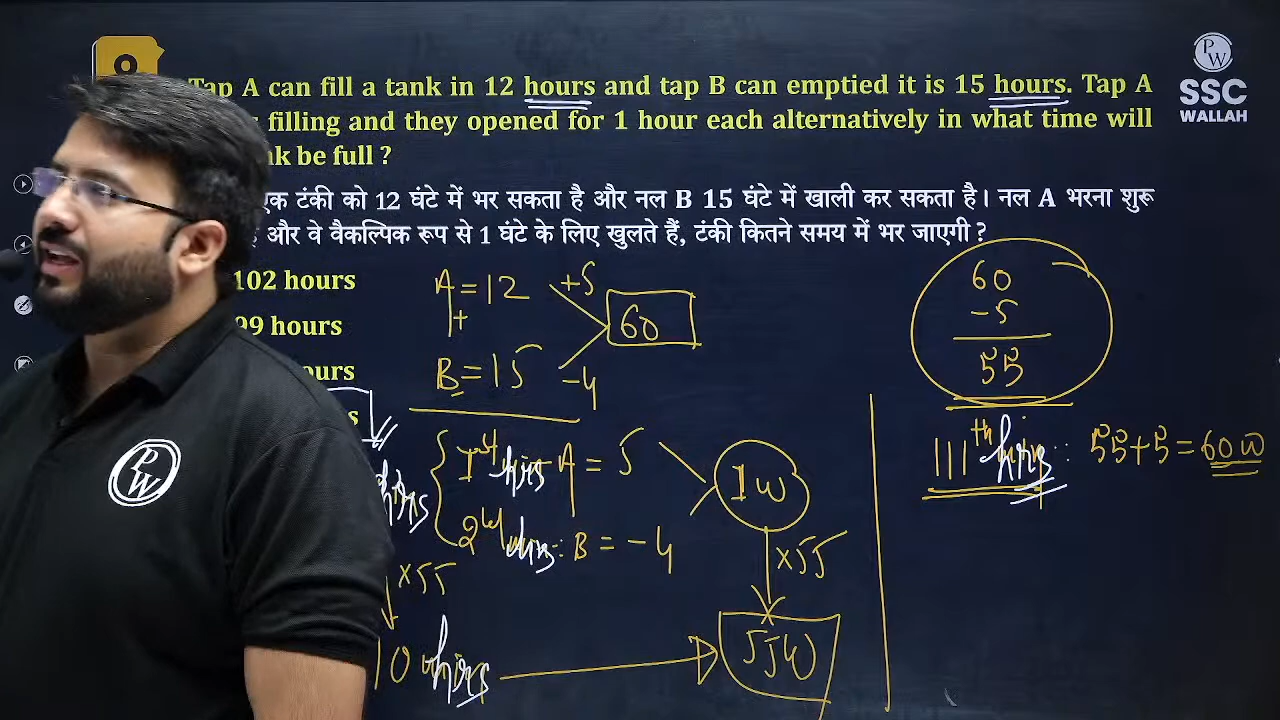 Tap A can fill a tank in 12 hours and tap B can emptied it is 15 hours. Tap A
filling and they opened for 1 hour each alternatively in what time will
be full ?
एक टंकी को 12 घंटे में भर सकता है और नल B 15 घंटे में खाली कर सकता है। नल A भरना शुरू
और वे वैकल्पिक रूप से 1 घंटे के लिए खुलते हैं, टंकी कितने समय में भर जाएगी ?
102 hours
99 hours
A = 12
+5
+
60
B = 15
-4
hrs
1st hrs - A = 5
B = -4
1w
×55
×55
10 hrs
55w
60
-5
55
111th hrs : 55+5 = 60w
PW
SSC
WALLAH
PW